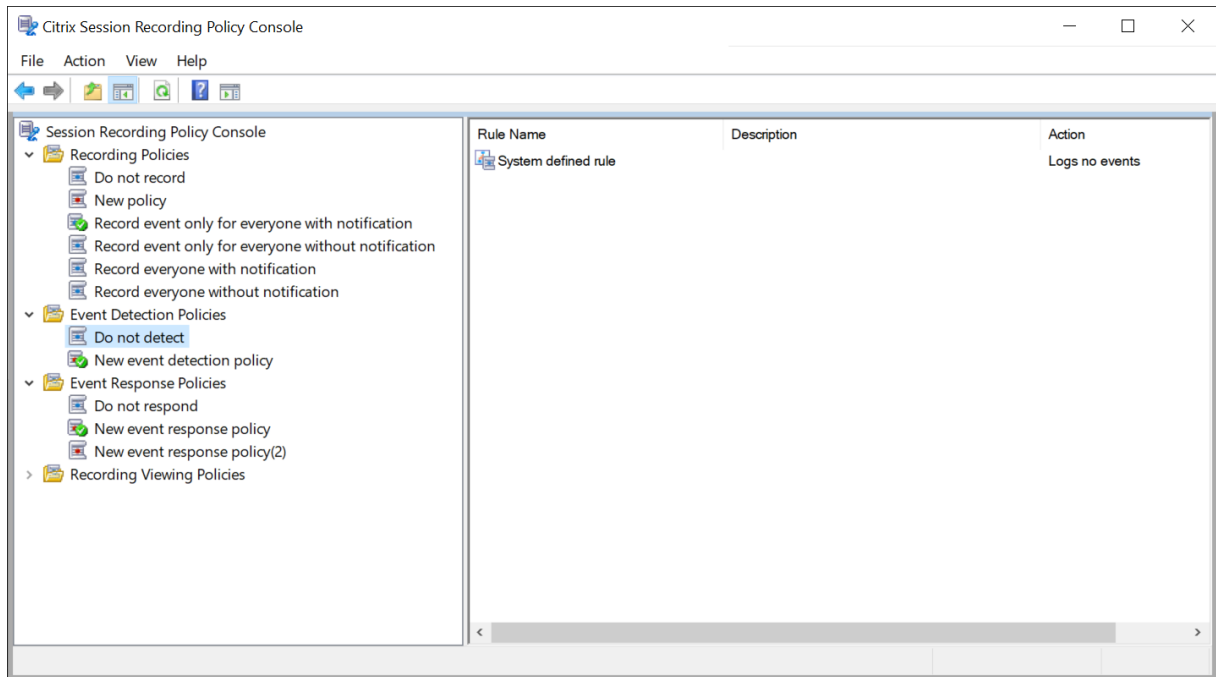 Citrix Session Recording Policy Console
File Action View Help
Session Recording Policy Console
Recording Policies
Do not record
New policy
Record event only for everyone with notification
Record event only for everyone without notification
Record everyone with notification
Record everyone without notification
Event Detection Policies
Do not detect
New event detection policy
Event Response Policies
Do not respond
New event response policy
New event response policy(2)
Recording Viewing Policies
Rule Name Description Action
System defined rule Logs no events